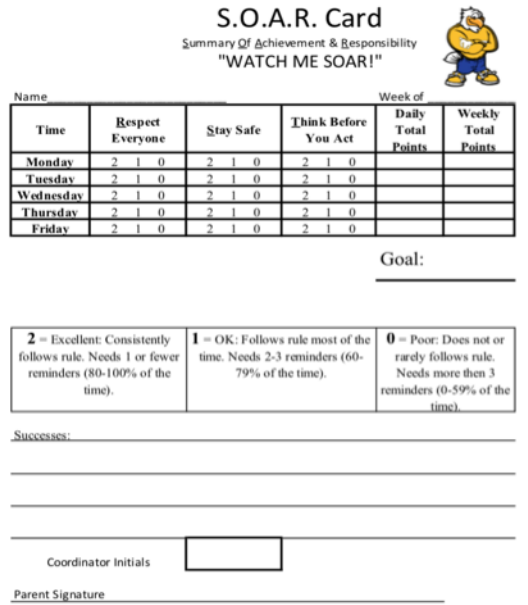 S.O.A.R. Card
Summary Of Achievement & Responsibility
"WATCH ME SOAR!"
Name
Week of
Time Respect Everyone Stay Safe Think Before You Act Daily Total Points Weekly Total Points
Monday 2 1 0 2 1 0 2 1 0
Tuesday 2 1 0 2 1 0 2 1 0
Wednesday 2 1 0 2 1 0 2 1 0
Thursday 2 1 0 2 1 0 2 1 0
Friday 2 1 0 2 1 0 2 1 0
Goal:
2 = Excellent: Consistently
follows rule. Needs 1 or fewer
reminders (80-100% of the
time).
1 = OK: Follows rule most of the
time. Needs 2-3 reminders (60-
79% of the time).
0 = Poor: Does not or
rarely follows rule.
Needs more then 3
reminders (0-59% of the
time).
Successes:
Coordinator Initials
Parent Signature